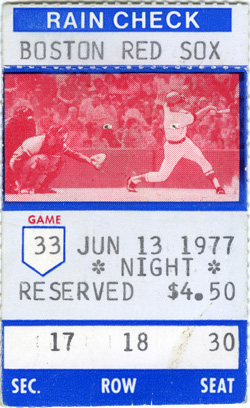 RAIN CHECK
BOSTON RED SOX
GAME
33 JUN 13 1977
* NIGHT *
RESERVED $4.50
17 18 30
SEC. ROW SEAT